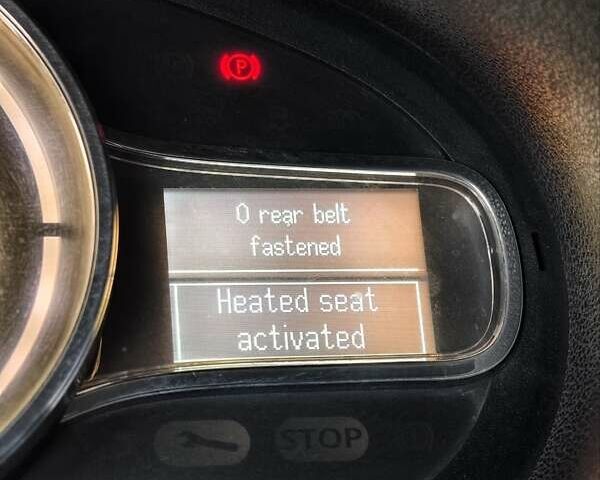 P
0 rear belt
fastened
Heated seat
activated
STOP